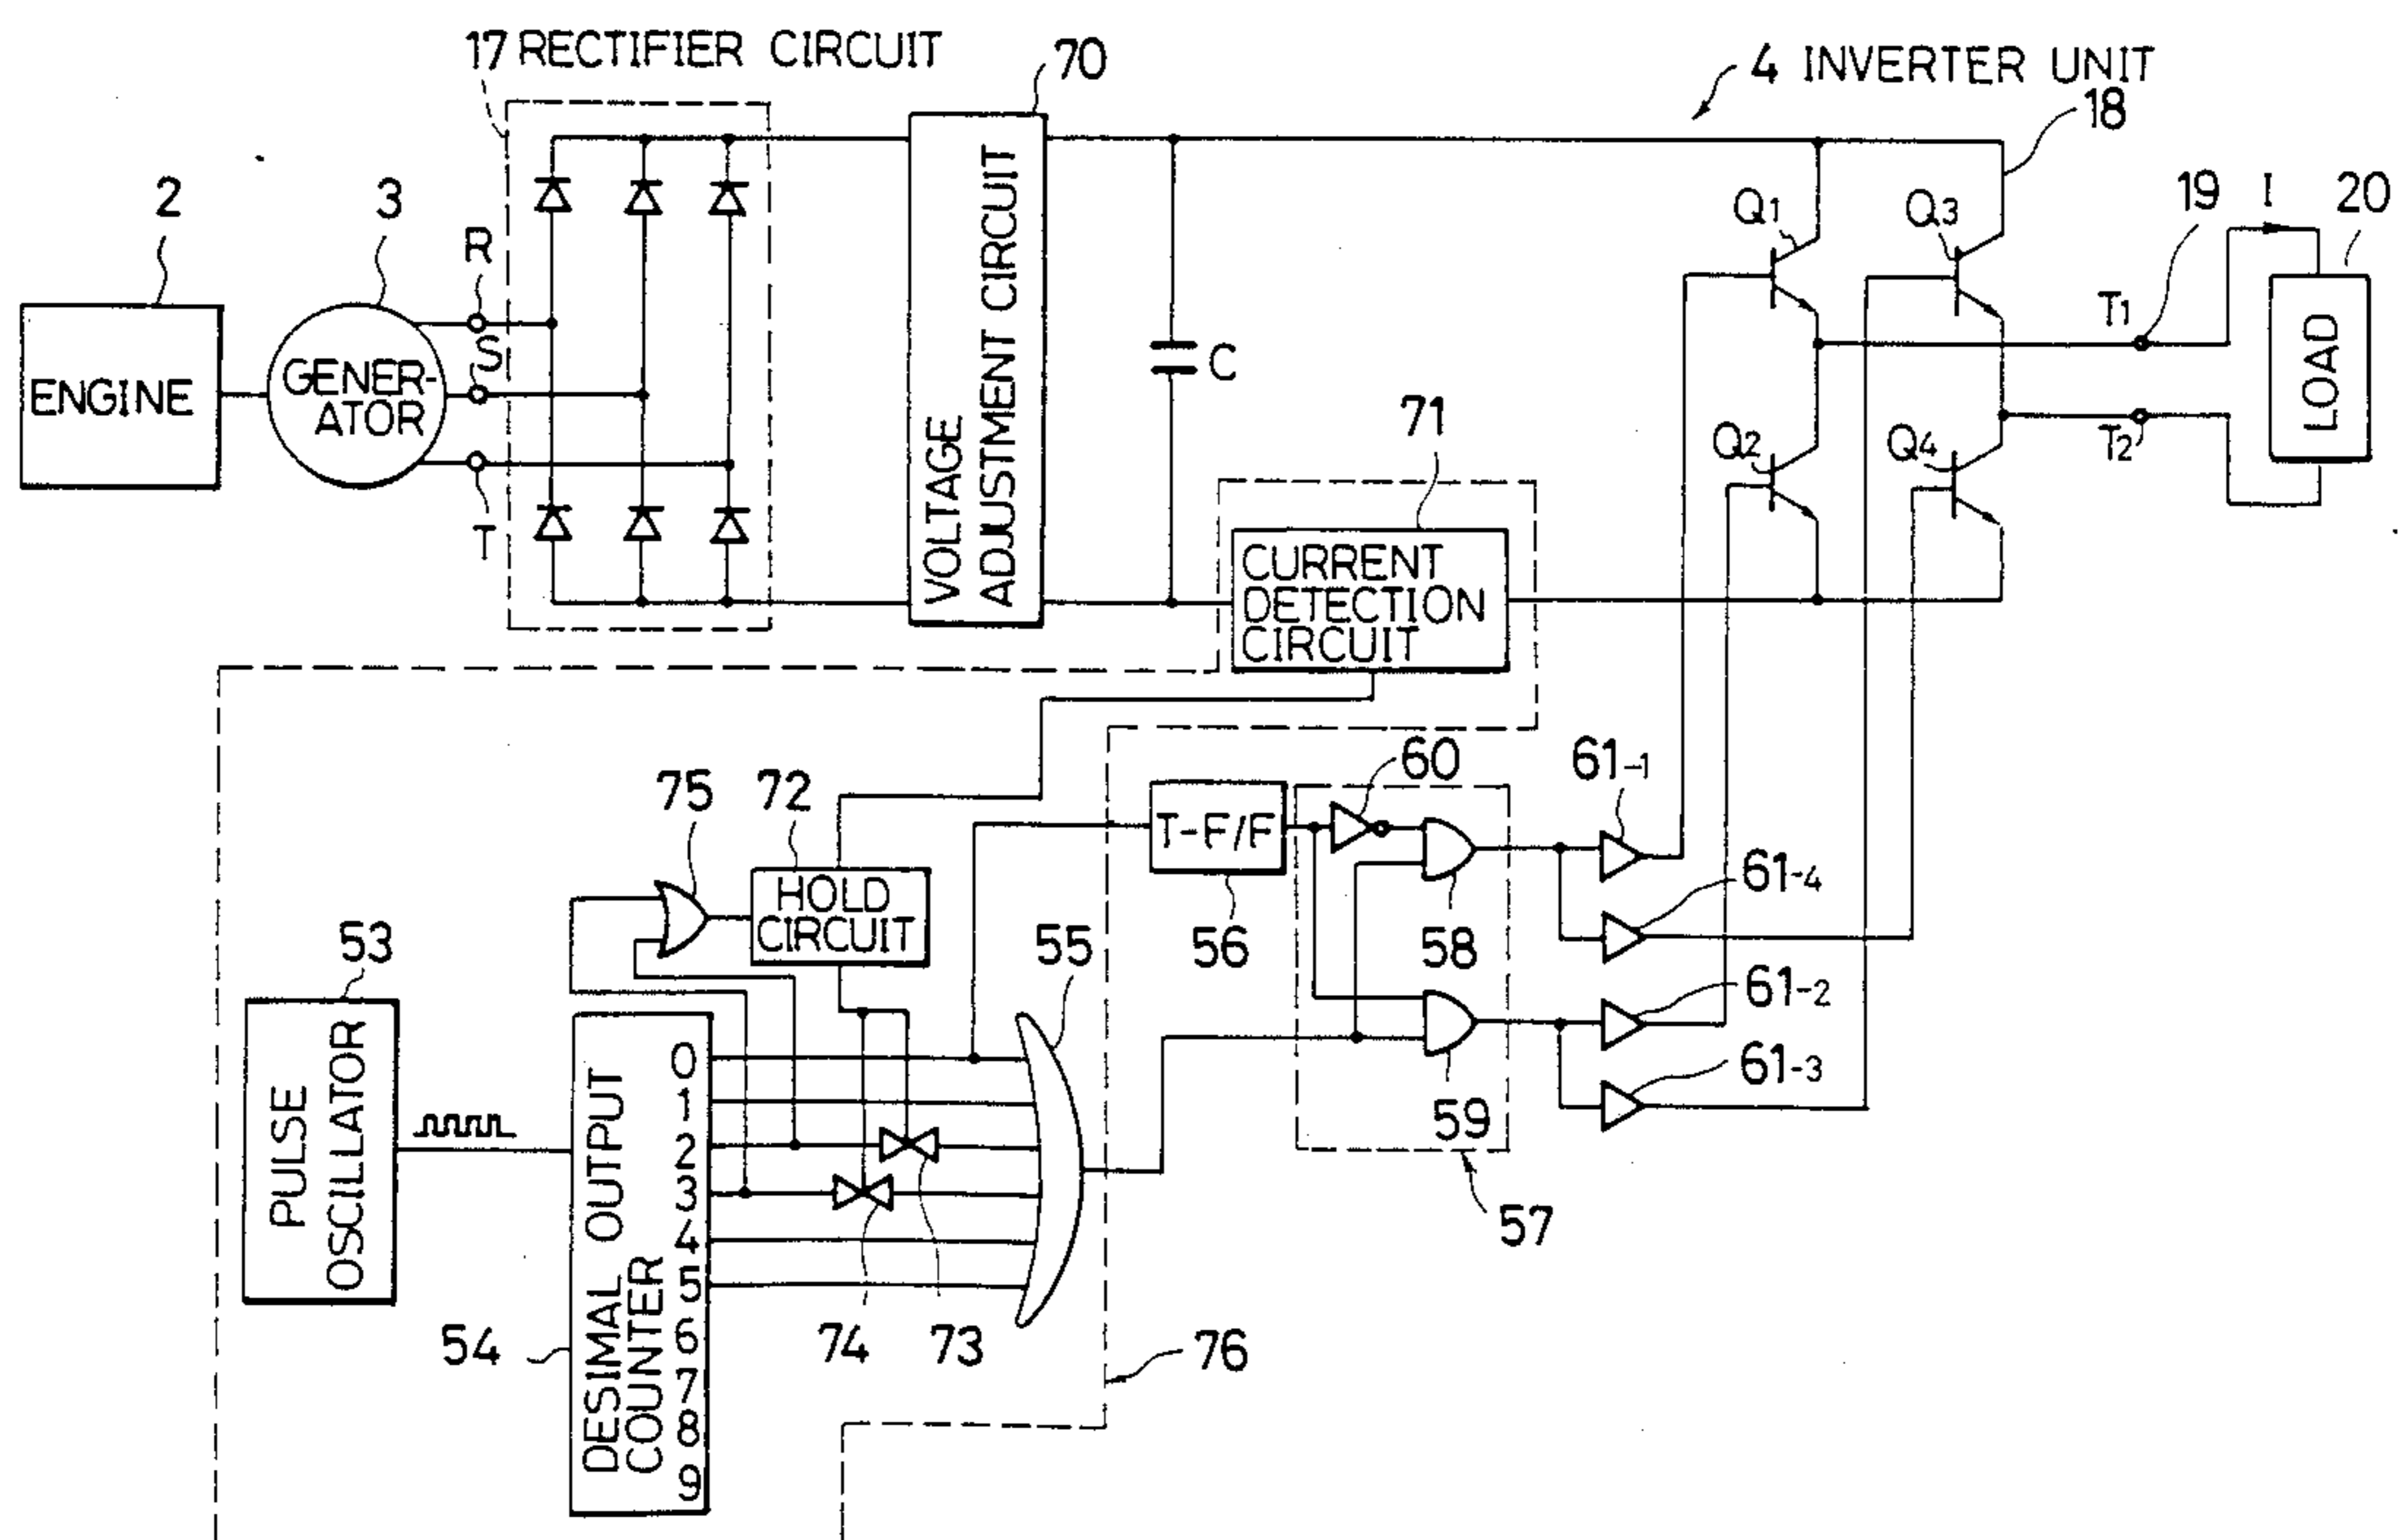 17 RECTIFIER CIRCUIT
70
4 INVERTER UNIT
18
2
3
R
S
T
ENGINE
GENER-
ATOR
VOLTAGE
ADJUSTMENT CIRCUIT
C
71
CURRENT
DETECTION
CIRCUIT
Q1
Q3
Q2
Q4
19
I
20
T1
T2
LOAD
75
72
HOLD
CIRCUIT
T-F/F
56
60
58
59
57
61-1
61-4
61-2
61-3
53
PULSE
OSCILLATOR
54
DESIMAL OUTPUT
COUNTER
0
1
2
3
4
5
6
7
8
9
55
74
73
76